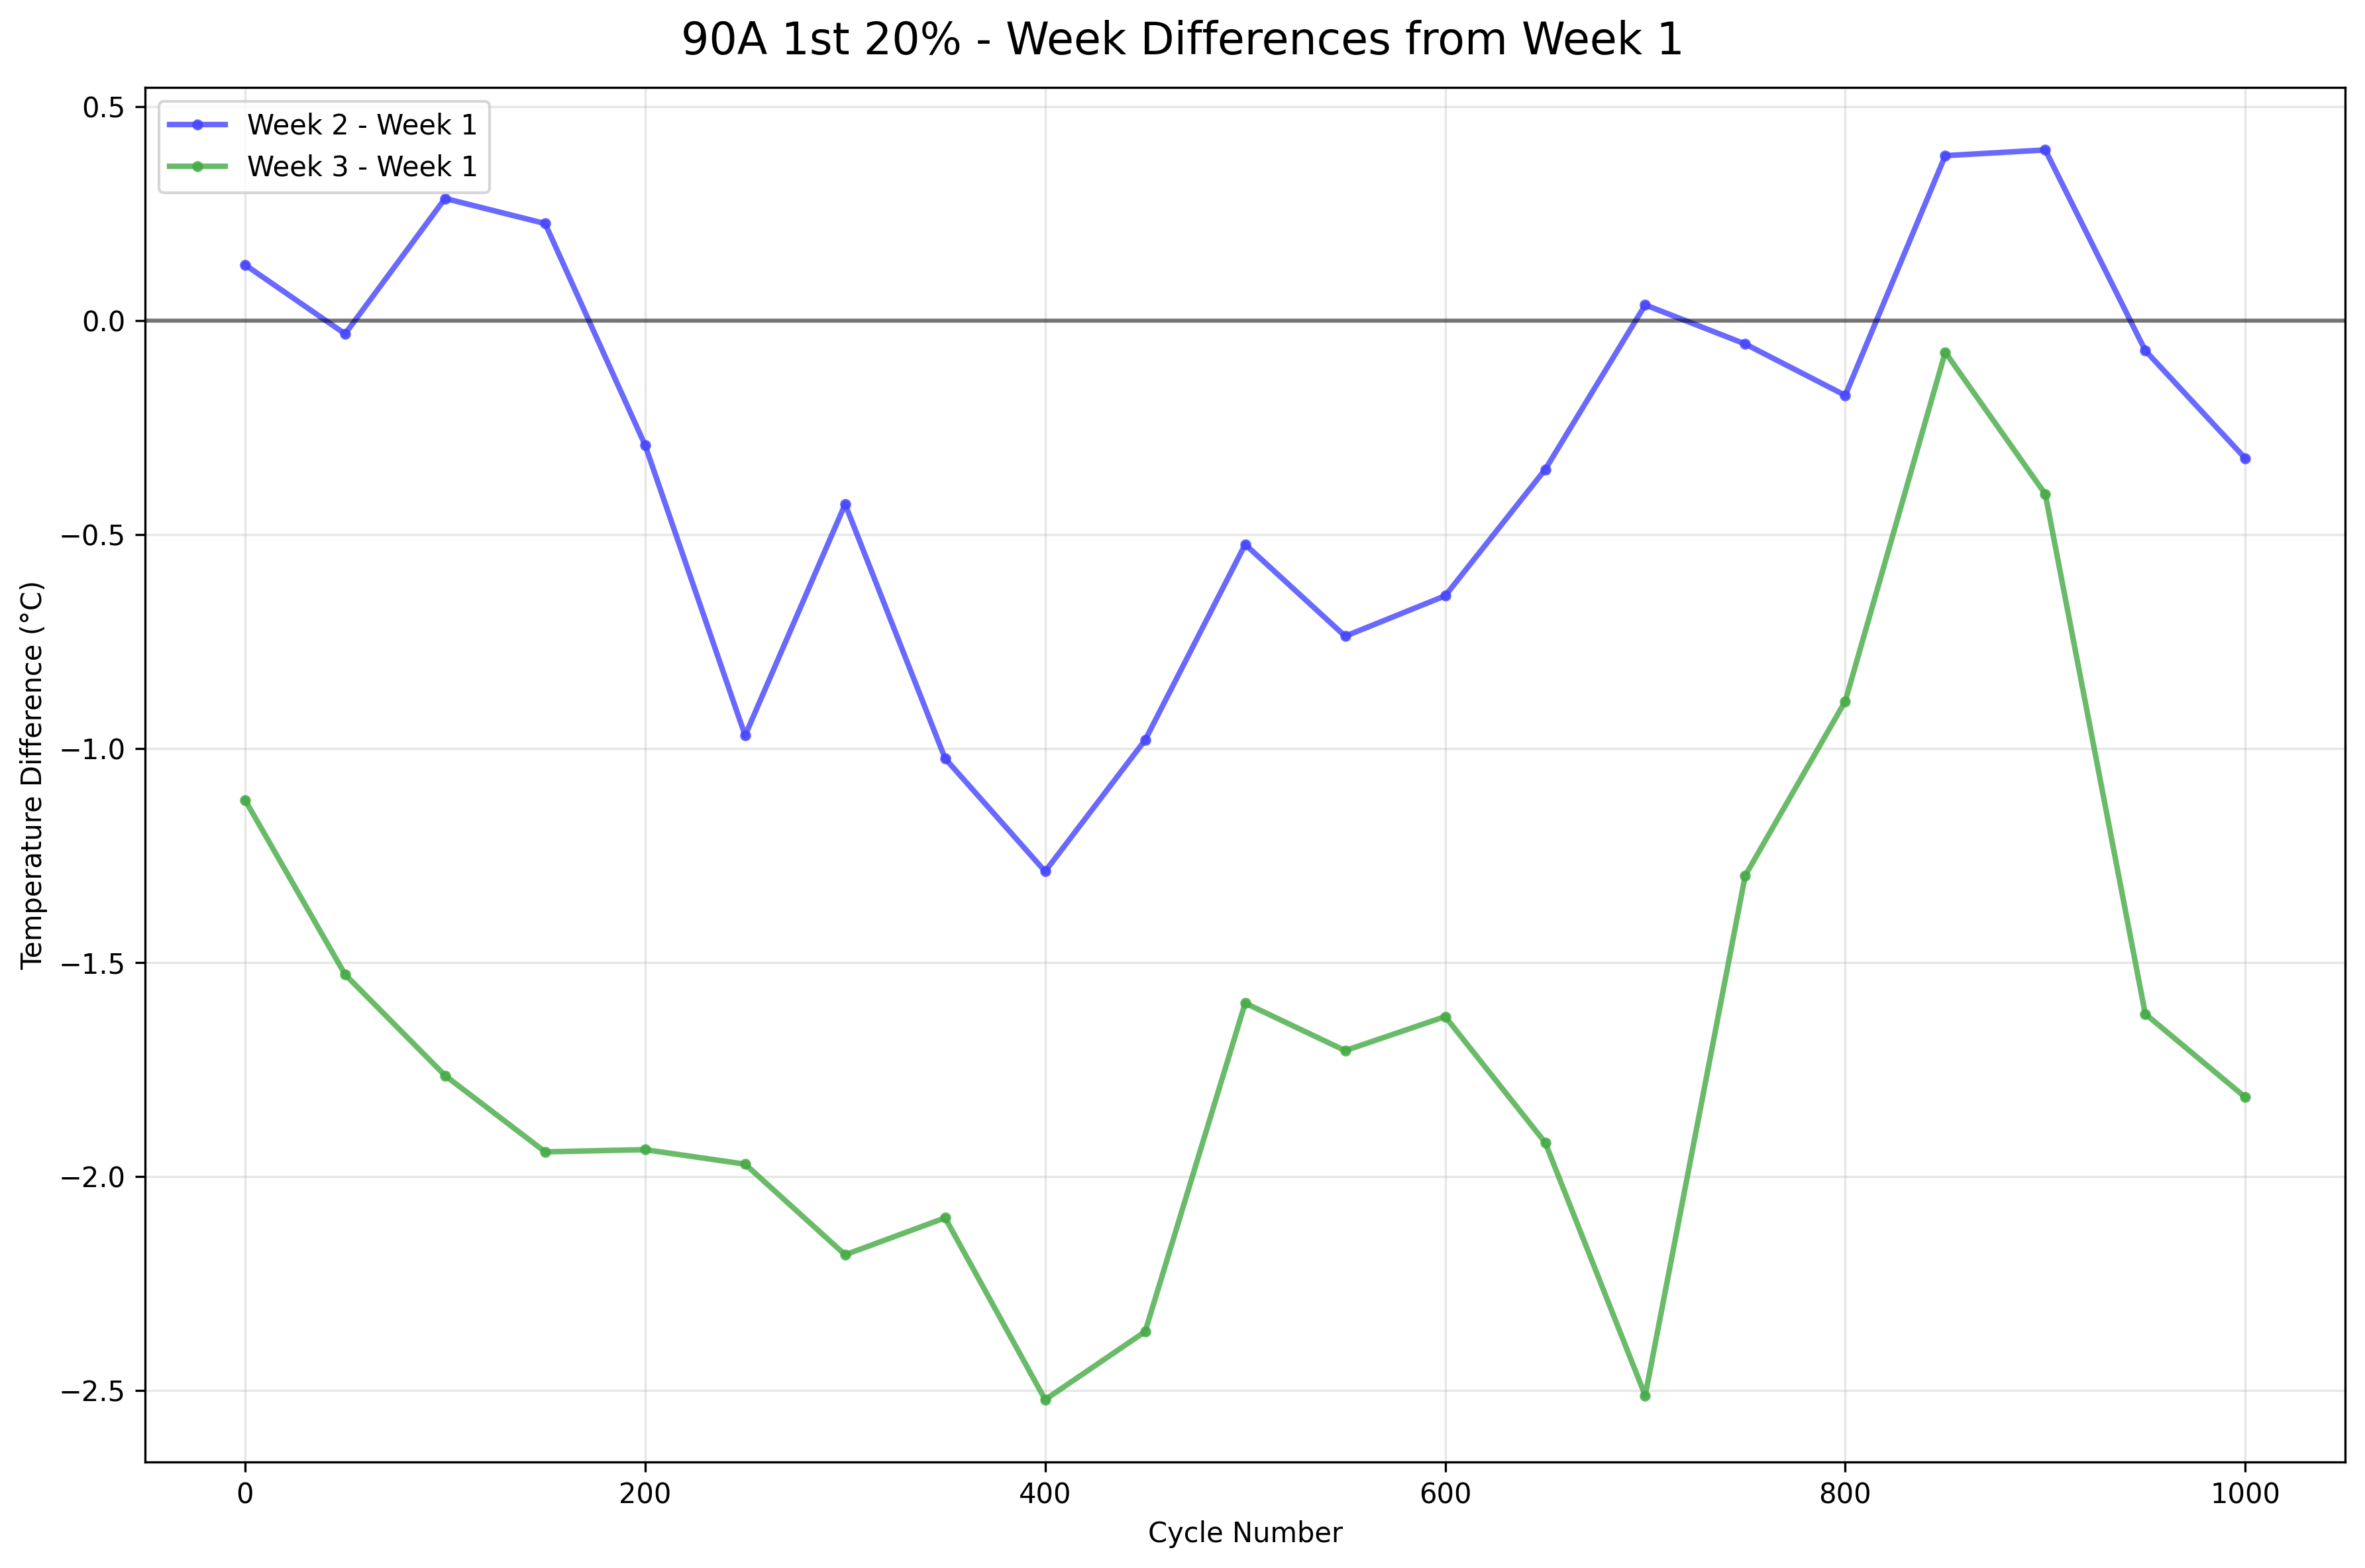 90A 1st 20% - Week Differences from Week 1
Week 2 - Week 1
Week 3 - Week 1
Temperature Difference (°C)
0.5
0.0
−0.5
−1.0
−1.5
−2.0
−2.5
0
200
400
600
800
1000
Cycle Number